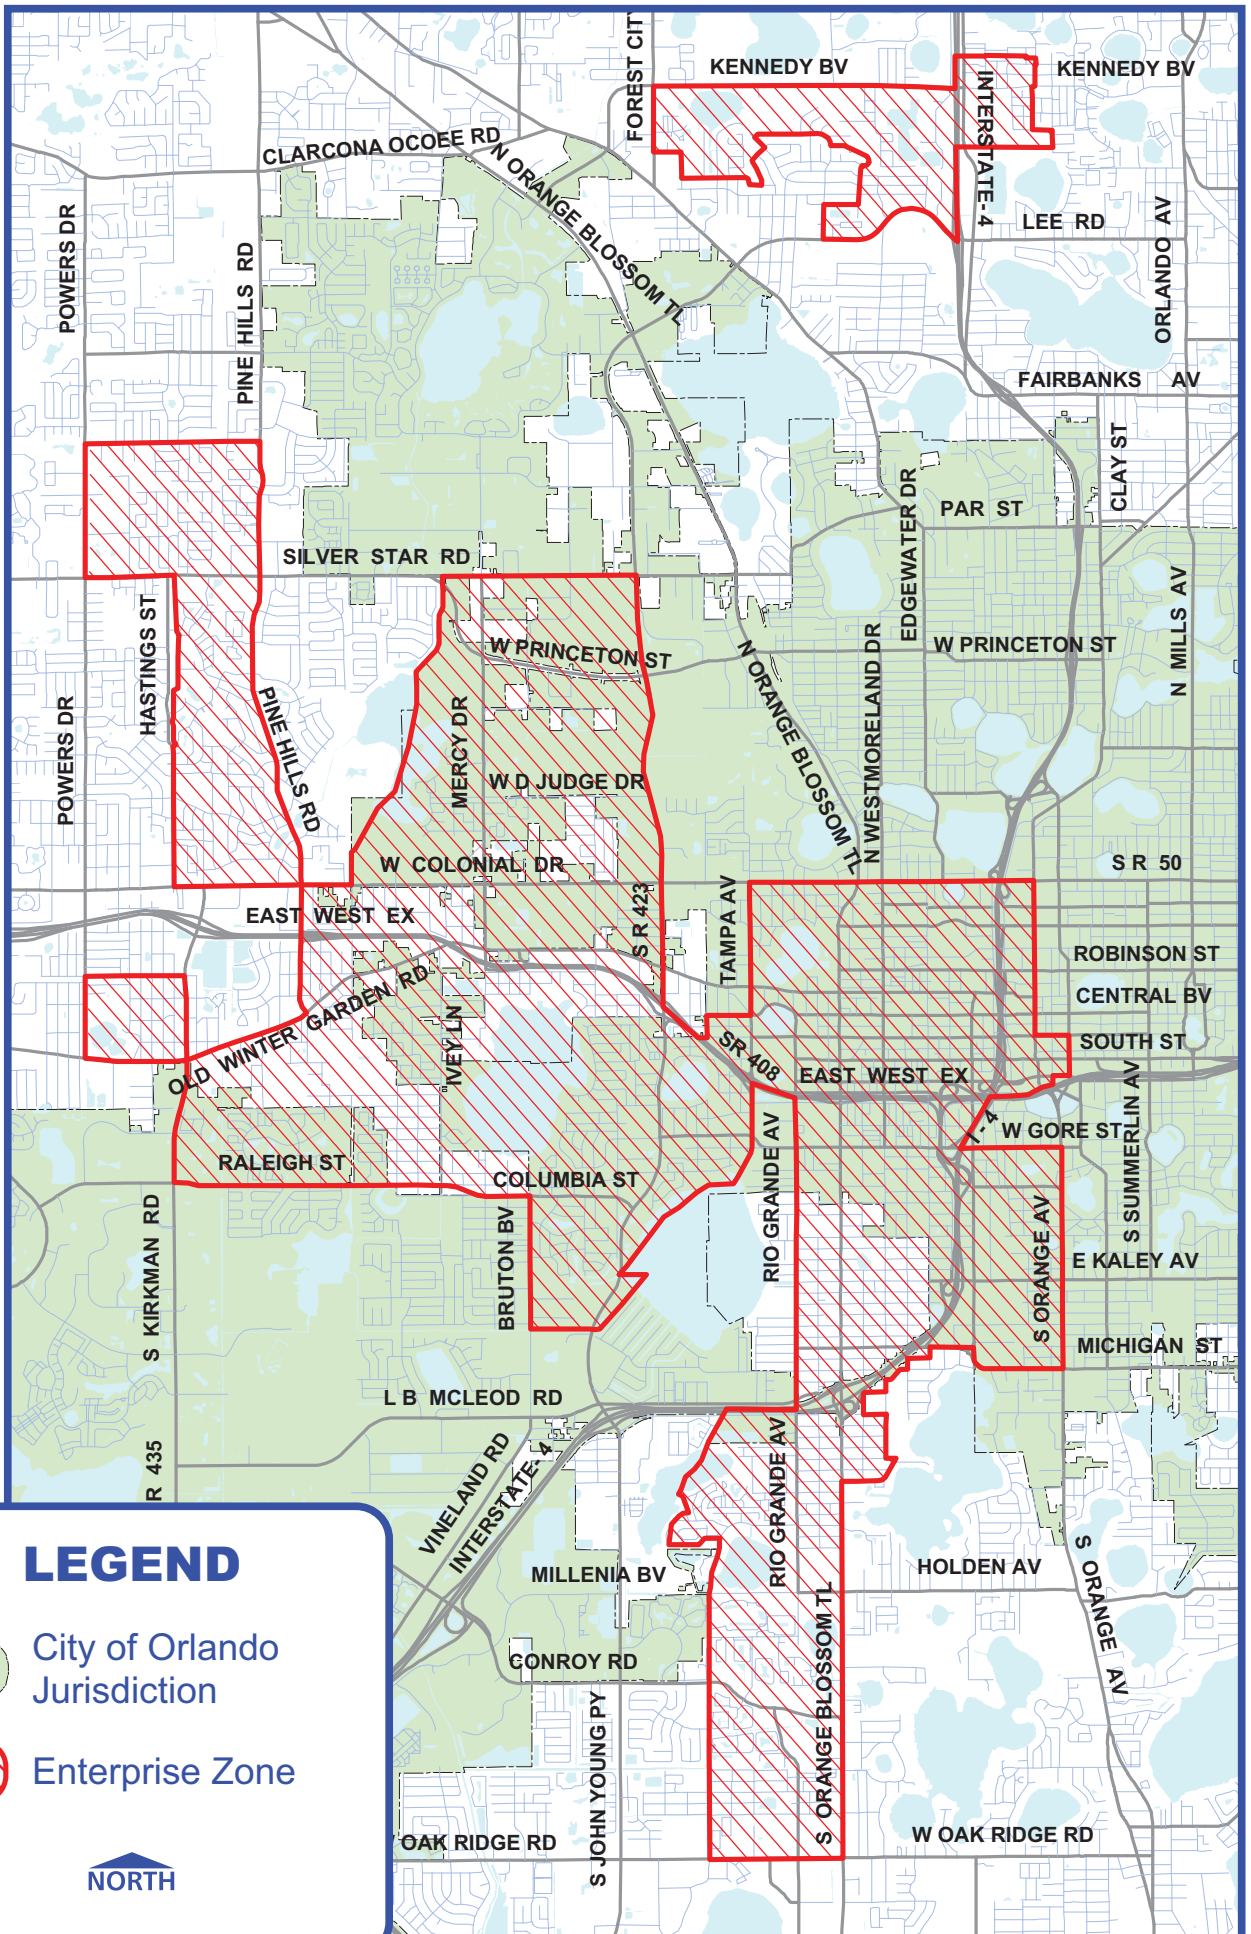 FOREST CITY
KENNEDY BV
KENNEDY BV
INTERSTATE-4
CLARCONA OCOEE RD
N ORANGE BLOSSOM TL
LEE RD
ORLANDO AV
POWERS DR
PINE HILLS RD
FAIRBANKS AV
CLAY ST
EDGEWATER DR
PAR ST
SILVER STAR RD
HASTINGS ST
N MILLS AV
W PRINCETON ST
W PRINCETON ST
N WESTMORELAND DR
N ORANGE BLOSSOM TL
POWERS DR
PINE HILLS RD
MERCY DR
W D JUDGE DR
W COLONIAL DR
S R 50
EAST WEST EX
S R 423
TAMPA AV
ROBINSON ST
CENTRAL BV
OLD WINTER GARDEN RD
IVEY LN
SR 408
SOUTH ST
EAST WEST EX
I-4
W GORE ST
S SUMMERLIN AV
RIO GRANDE AV
RALEIGH ST
COLUMBIA ST
S KIRKMAN RD
BRUTON BV
S ORANGE AV
E KALEY AV
MICHIGAN ST
L B MCLEOD RD
R 435
VINELAND RD
INTERSTATE-4
RIO GRANDE AV
MILLENIA BV
HOLDEN AV
S ORANGE AV
CONROY RD
S JOHN YOUNG PY
S ORANGE BLOSSOM TL
OAK RIDGE RD
W OAK RIDGE RD
LEGEND
City of Orlando
Jurisdiction
Enterprise Zone
NORTH